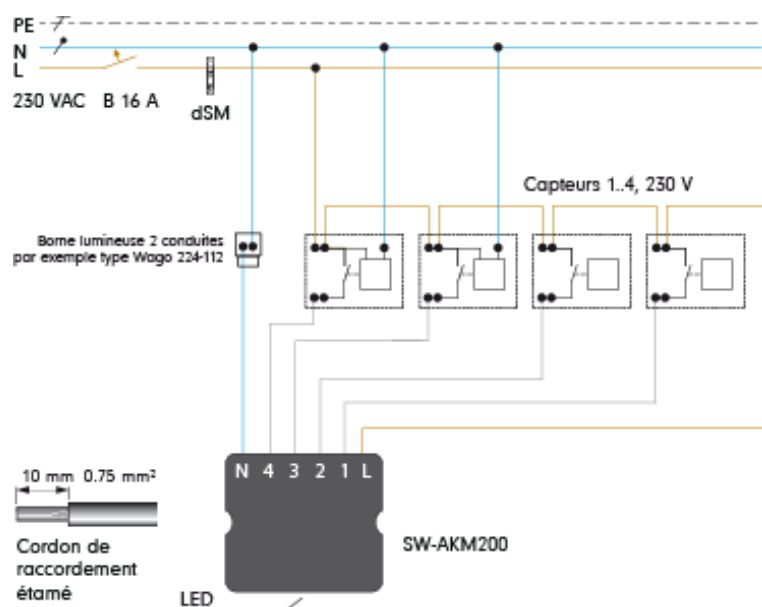 PE
N
L
230 VAC B 16 A
dSM
Capteurs 1..4, 230 V
Borne lumineuse 2 conduites
par exemple type Wago 224-112
N 4 3 2 1 L
10 mm 0.75 mm²
SW-AKM200
Cordon de
raccordement
étamé
LED